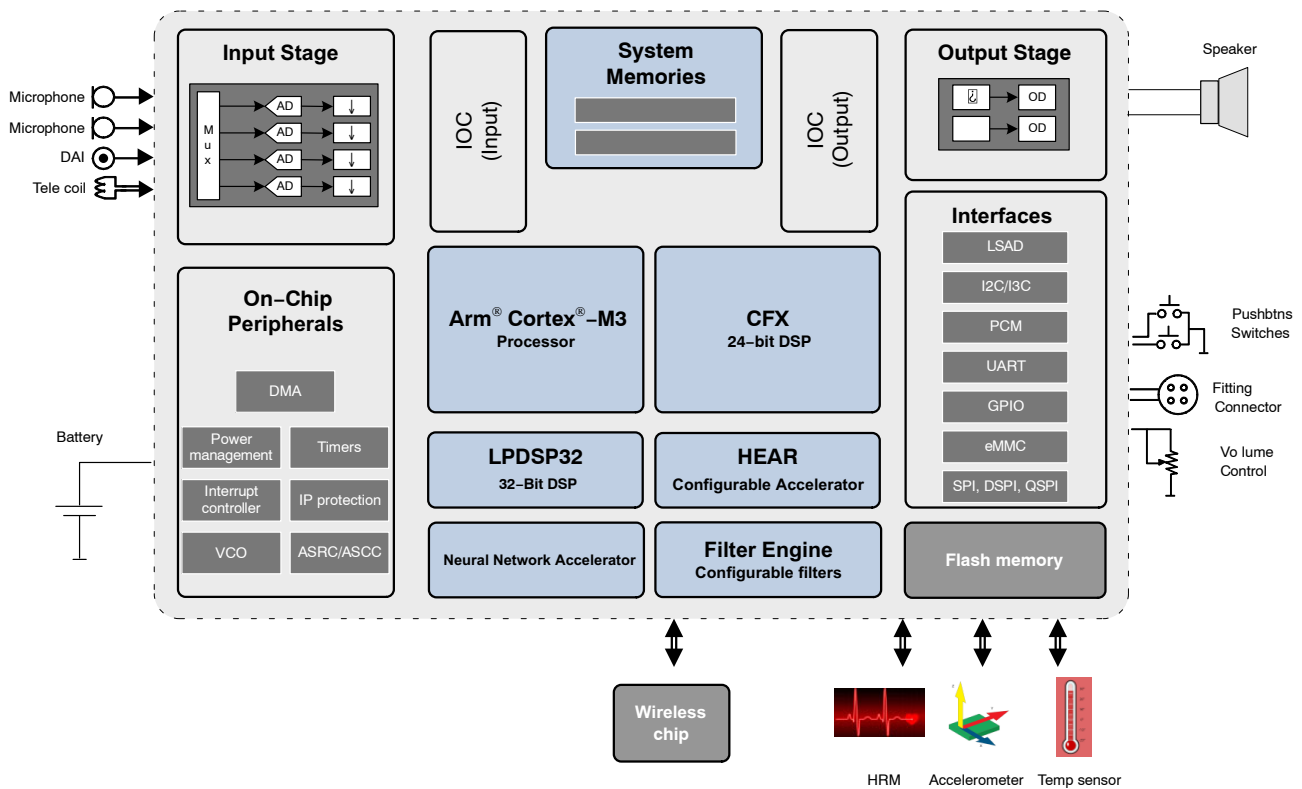 Input Stage
System
Memories
Output Stage
Speaker
Microphone
Microphone
DAI
Tele coil
Mux
AD
AD
AD
AD
IOC
(Input)
IOC
(Output)
OD
OD
Interfaces
LSAD
I2C/I3C
PCM
UART
GPIO
eMMC
SPI, DSPI, QSPI
On–Chip
Peripherals
DMA
Power
management
Timers
Interrupt
controller
IP protection
VCO
ASRC/ASCC
Arm® Cortex®–M3
Processor
CFX
24–bit DSP
LPDSP32
32–Bit DSP
HEAR
Configurable Accelerator
Neural Network Accelerator
Filter Engine
Configurable filters
Flash memory
Battery
Pushbtns
Switches
Fitting
Connector
Vo lume
Control
Wireless
chip
HRM
Accelerometer
Temp sensor